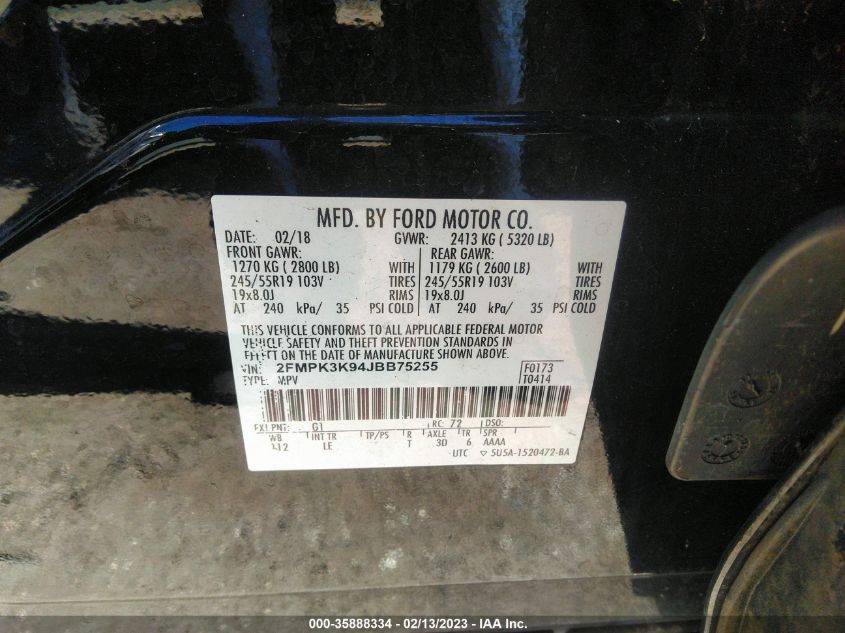 MFD. BY FORD MOTOR CO.
DATE: 02/18 GVWR: 2413 KG ( 5320 LB)
FRONT GAWR: REAR GAWR:
1270 KG ( 2800 LB) WITH 1179 KG ( 2600 LB) WITH
245/55R19 103V TIRES 245/55R19 103V TIRES
19x8.0J RIMS 19x8.0J RIMS
AT 240 kPa/ 35 PSI COLD AT 240 kPa/ 35 PSI COLD
THIS VEHICLE CONFORMS TO ALL APPLICABLE FEDERAL MOTOR
VEHICLE SAFETY AND THEFT PREVENTION STANDARDS IN
EFFECT ON THE DATE OF MANUFACTURE SHOWN ABOVE.
VIN: 2FMPK3K94JBB75255 F0173
TYPE: MPV T0414
EXT PNT: G1 RC: 72 DSO:
WB INT TR TP/PS R AXLE TR SPR
112 LE T 3D 6 AAAA
UTC ▽ 5U5A-1520472-BA
000-35888334 - 02/13/2023 - IAA Inc.